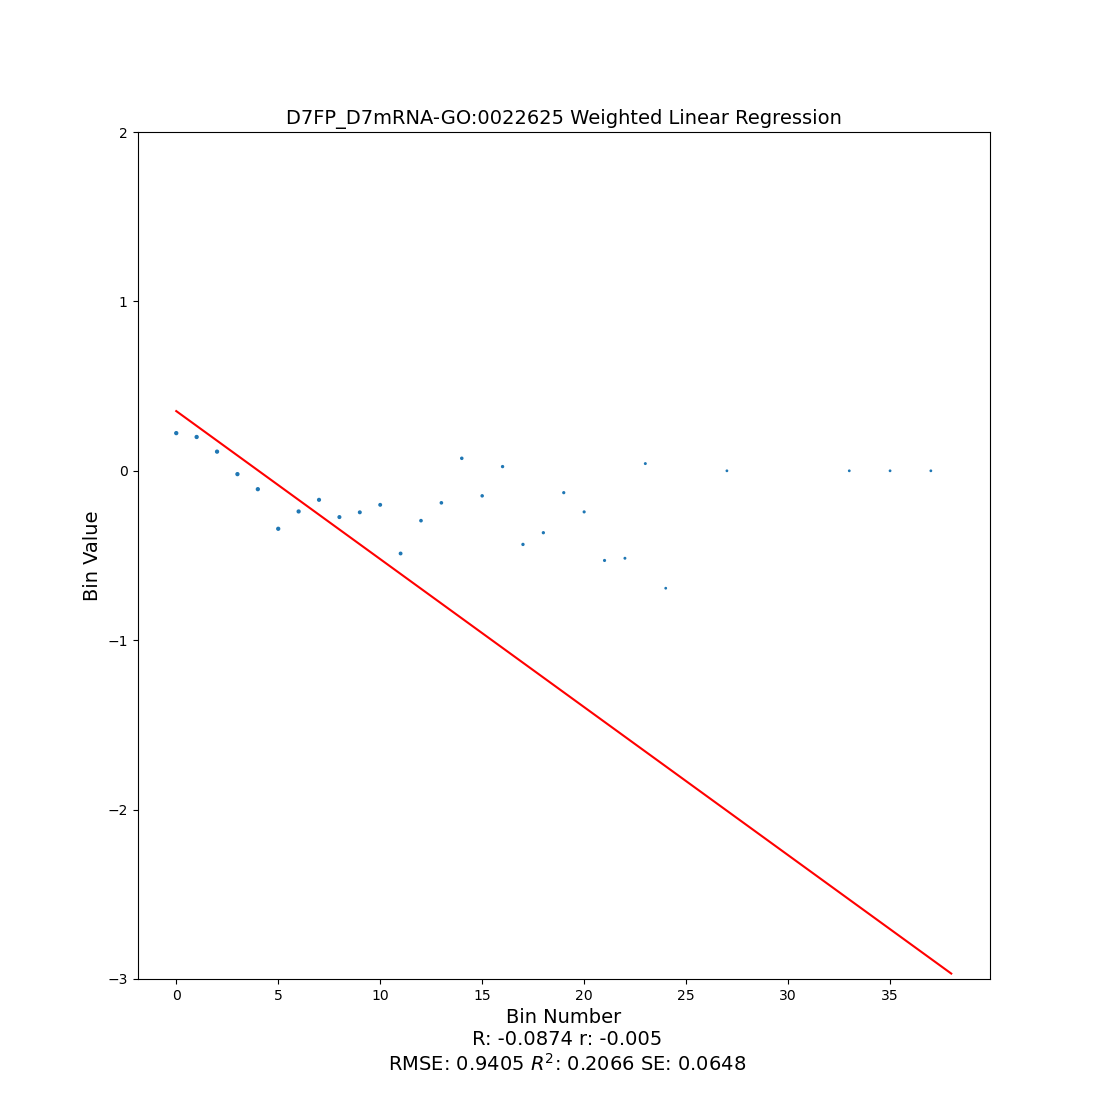 D7FP_D7mRNA-GO:0022625 Weighted Linear Regression
2
1
0
−1
−2
−3
Bin Value
0 5 10 15 20 25 30 35
Bin Number
R: -0.0874 r: -0.005
RMSE: 0.9405 R²: 0.2066 SE: 0.0648